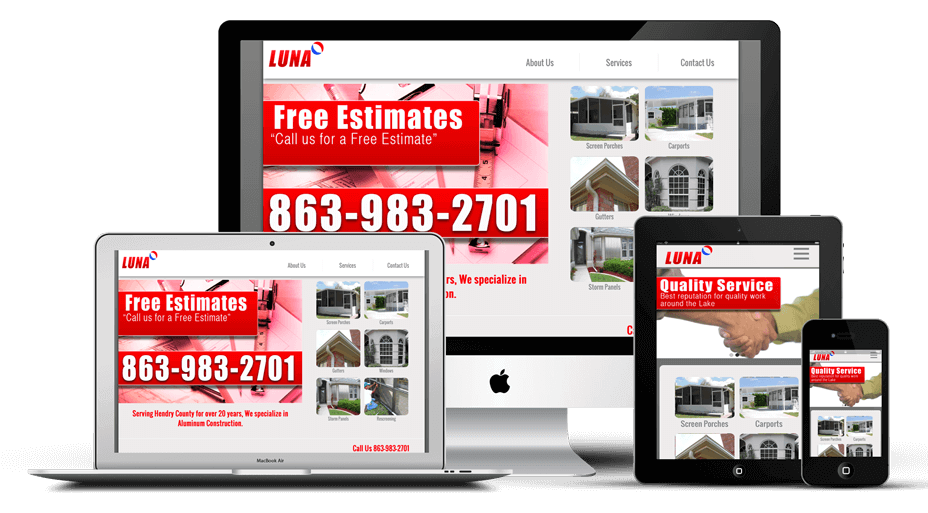 LUNA
About Us
Services
Contact Us
Free Estimates
“Call us for a Free Estimate”
863-983-2701
Screen Porches
Carports
Gutters
Storm Panels
rs, We specialize in
on.
C
LUNA
About Us
Services
Contact Us
Free Estimates
“Call us for a Free Estimate”
863-983-2701
Screen Porches
Carports
Gutters
Windows
Storm Panels
Rescreening
Serving Hendry County for over 20 years, We specialize in
Aluminum Construction.
Call Us 863-983-2701
MacBook Air
LUNA
Quality Service
Best reputation for quality work
around the Lake
Screen Porches
Carports
LUNA
Quality Service
Best reputation for quality work
around the Lake
Screen Porches
Carports